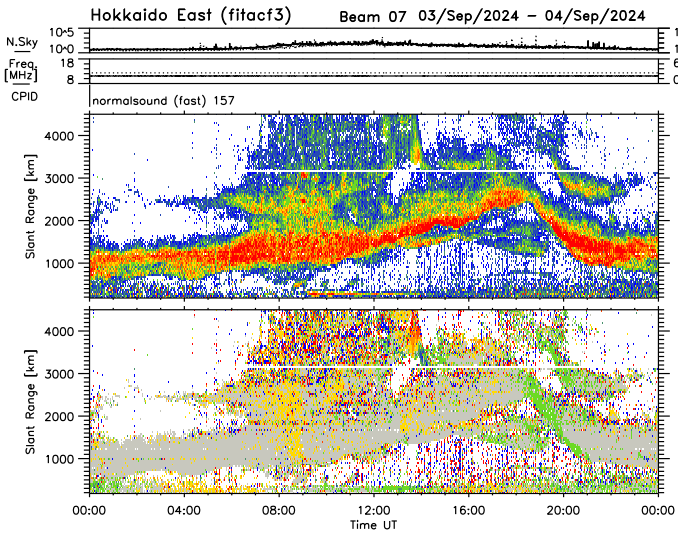 Hokkaido East (fitacf3) Beam 07 03/Sep/2024 - 04/Sep/2024
N.Sky 10^5 10^0
Freq. [MHz] 18 8
CPID normalsound (fast) 157
Slant Range [km] 4000 3000 2000 1000
Slant Range [km] 4000 3000 2000 1000
00:00 04:00 08:00 12:00 16:00 20:00 00:00
Time UT